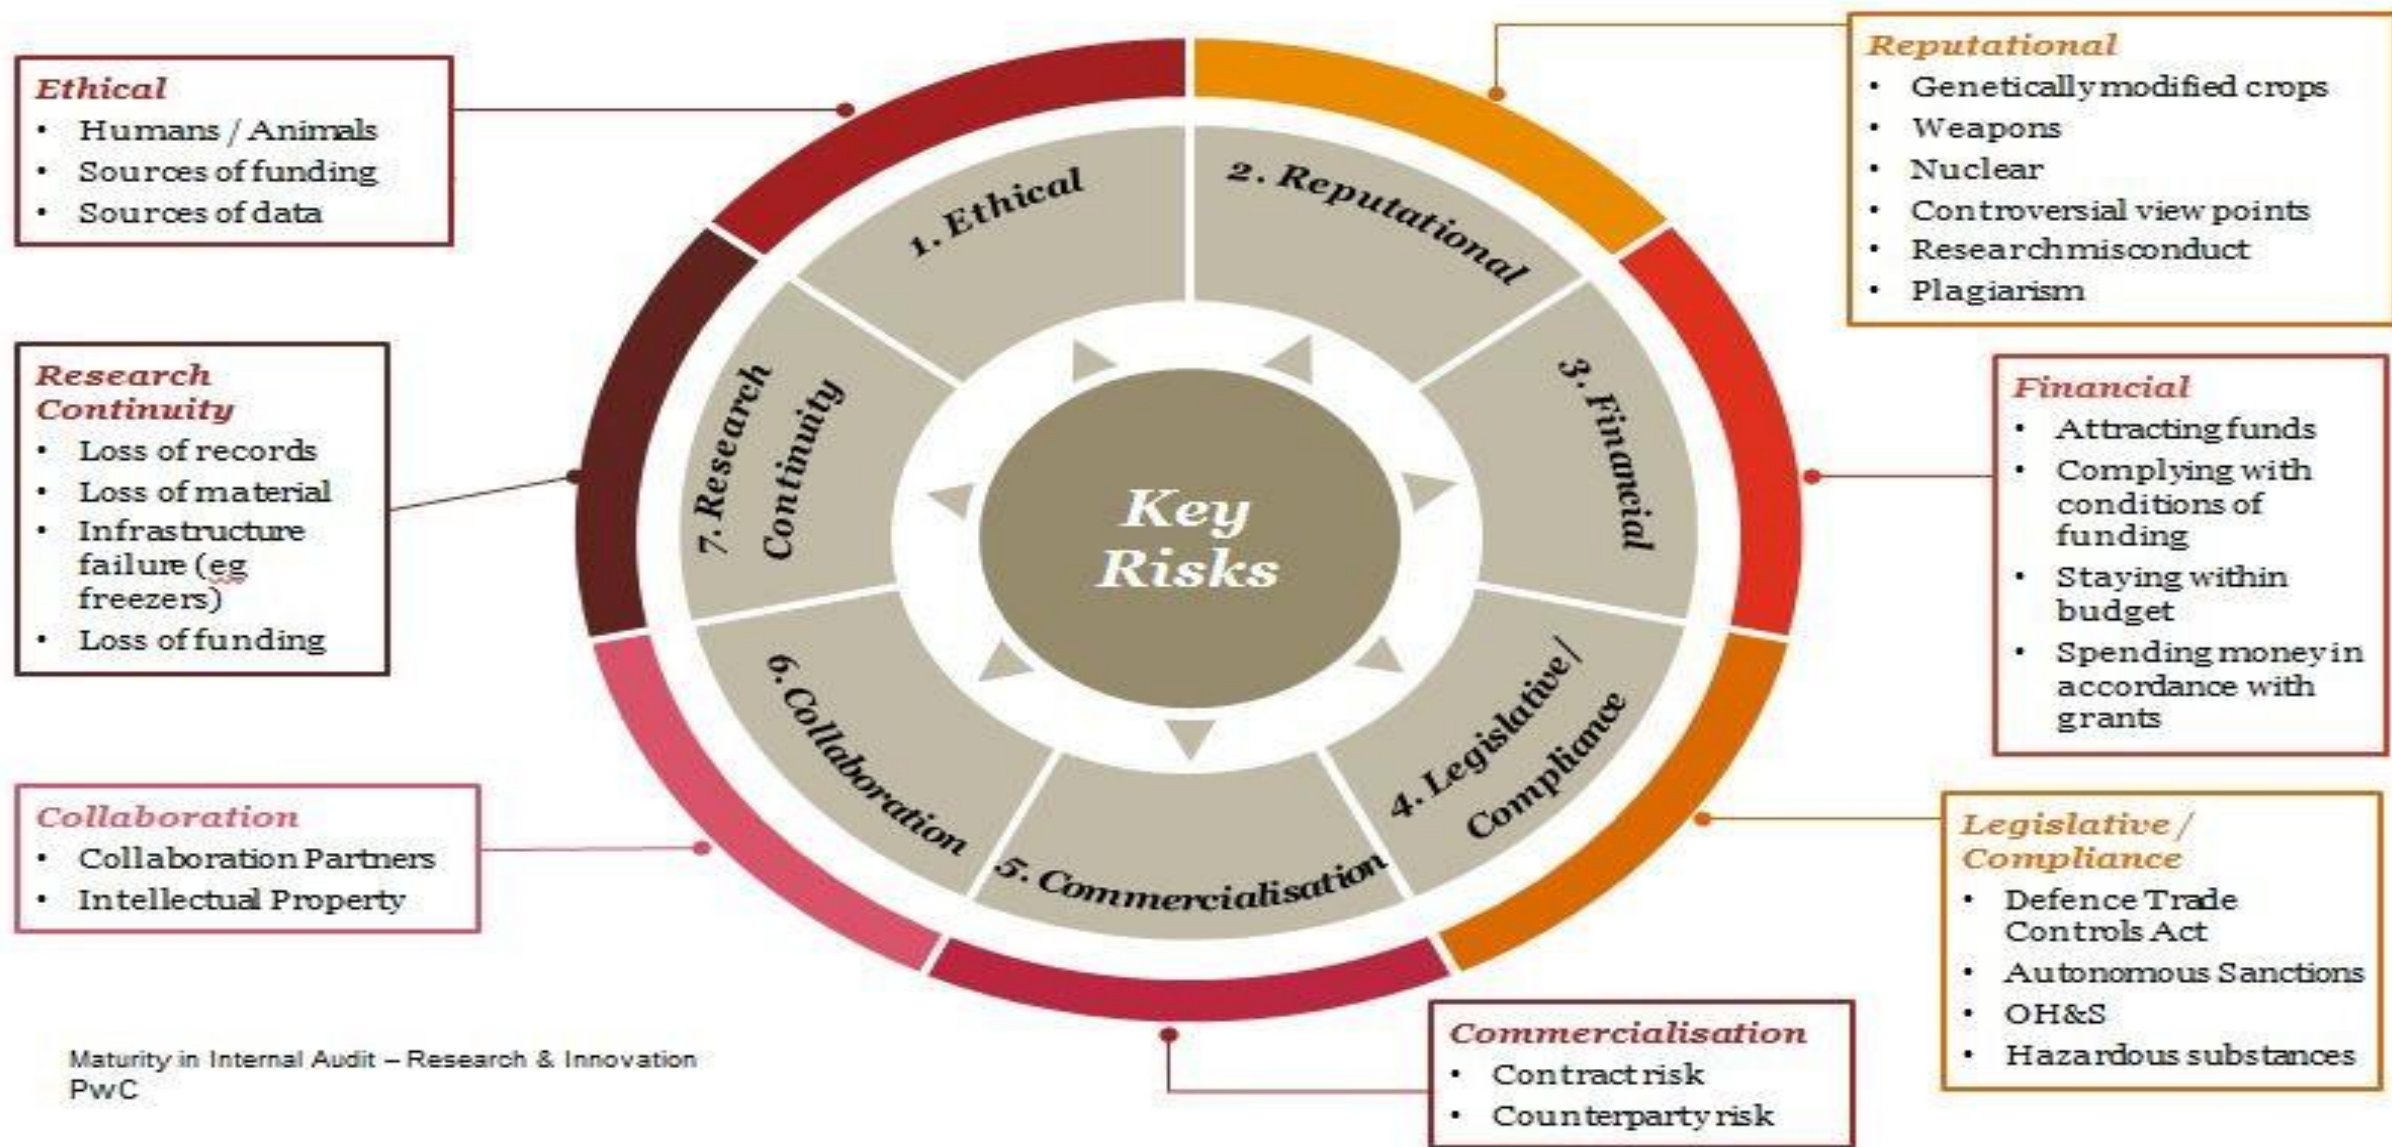 Ethical
• Humans / Animals
• Sources of funding
• Sources of data
Research
Continuity
• Loss of records
• Loss of material
• Infrastructure
failure (eg
freezers)
• Loss of funding
Collaboration
• Collaboration Partners
• Intellectual Property
1. Ethical
2. Reputational
3. Financial
4. Legislative /
Compliance
5. Commercialisation
6. Collaboration
7. Research
Continuity
Key
Risks
Reputational
• Genetically modified crops
• Weapons
• Nuclear
• Controversial view points
• Research misconduct
• Plagiarism
Financial
• Attracting funds
• Complying with
conditions of
funding
• Staying within
budget
• Spending money in
accordance with
grants
Legislative /
Compliance
• Defence Trade
Controls Act
• Autonomous Sanctions
• OH&S
• Hazardous substances
Commercialisation
• Contract risk
• Counterparty risk
Maturity in Internal Audit – Research & Innovation
PwC